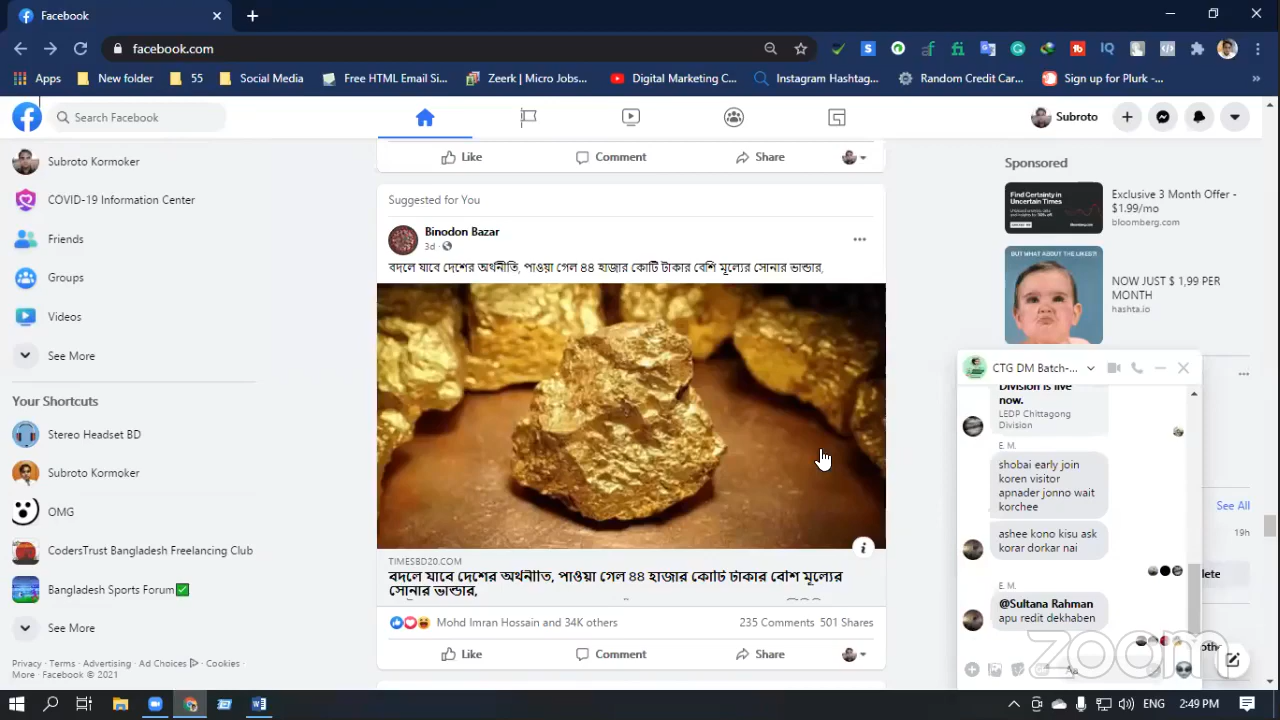 Facebook
facebook.com
Apps
New folder
55
Social Media
Free HTML Email Si...
Zeerk | Micro Jobs...
Digital Marketing C...
Instagram Hashtag...
Random Credit Car...
Sign up for Plurk -...
Search Facebook
Subroto
Subroto Kormoker
COVID-19 Information Center
Friends
Groups
Videos
See More
Your Shortcuts
Stereo Headset BD
Subroto Kormoker
OMG
CodersTrust Bangladesh Freelancing Club
Bangladesh Sports Forum✅
See More
Privacy · Terms · Advertising · Ad Choices · Cookies ·
More · Facebook © 2021
Like
Comment
Share
Suggested for You
Binodon Bazar
3d ·
বদলে যাবে দেশের অর্থনীতি, পাওয়া গেল ৪৪ হাজার কোটি টাকার বেশি মূল্যের সোনার ভান্ডার,
TIMESBD20.COM
বদলে যাবে দেশের অর্থনীতি, পাওয়া গেল ৪৪ হাজার কোটি টাকার বেশি মূল্যের
সোনার ভান্ডার,
Mohd Imran Hossain and 34K others
235 Comments 501 Shares
Like
Comment
Share
Sponsored
Find Certainty in
Uncertain Times
Exclusive 3 Month Offer -
$1.99/mo
bloomberg.com
BUT WHAT ABOUT THE LIKES?!
NOW JUST $ 1,99 PER
MONTH
hashta.io
CTG DM Batch-...
Division is live
now.
LEDP Chittagong
Division
E. M.
shobai early join
koren visitor
apnader jonno wait
korchee
ashee kono kisu ask
korar dorkar nai
E. M.
@Sultana Rahman
apu redit dekhaben
Aa
See All
19h
zoom
ENG
2:49 PM